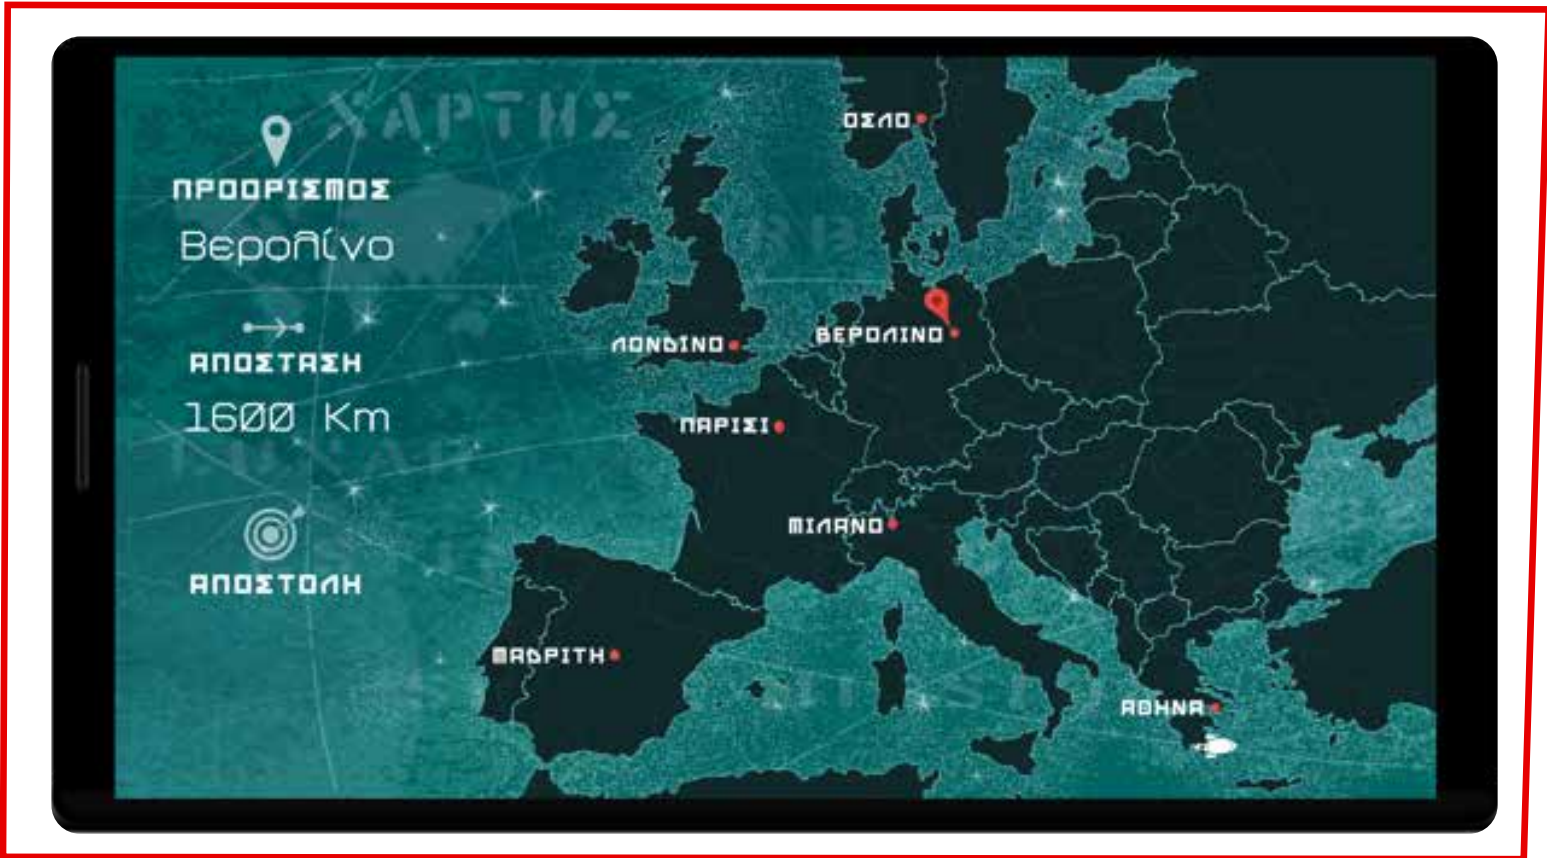 ΧΑΡΤΗΣ
ΠΡΟΟΡΙΣΜΟΣ
Βερολίνο
ΑΠΟΣΤΑΣΗ
1600 Km
ΑΠΟΣΤΟΛΗ
ΟΣΛΟ
ΛΟΝΔΙΝΟ
ΒΕΡΟΛΙΝΟ
ΠΑΡΙΣΙ
ΜΙΛΑΝΟ
ΜΑΔΡΙΤΗ
ΑΘΗΝΑ